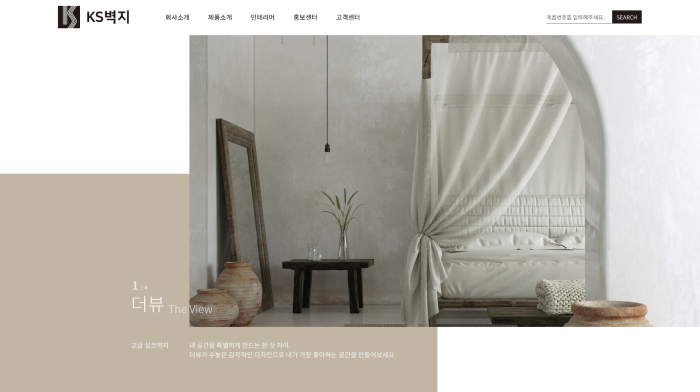 KS벽지
회사소개 제품소개 인테리어 홍보센터 고객센터
제품번호를 입력해주세요. SEARCH
1 / 4
더뷰 The View
고급 실크벽지
내 공간을 특별하게 만드는 한 끗 차이,
더뷰가 수놓은 감각적인 디자인으로 내가 가장 좋아하는 공간을 만들어보세요